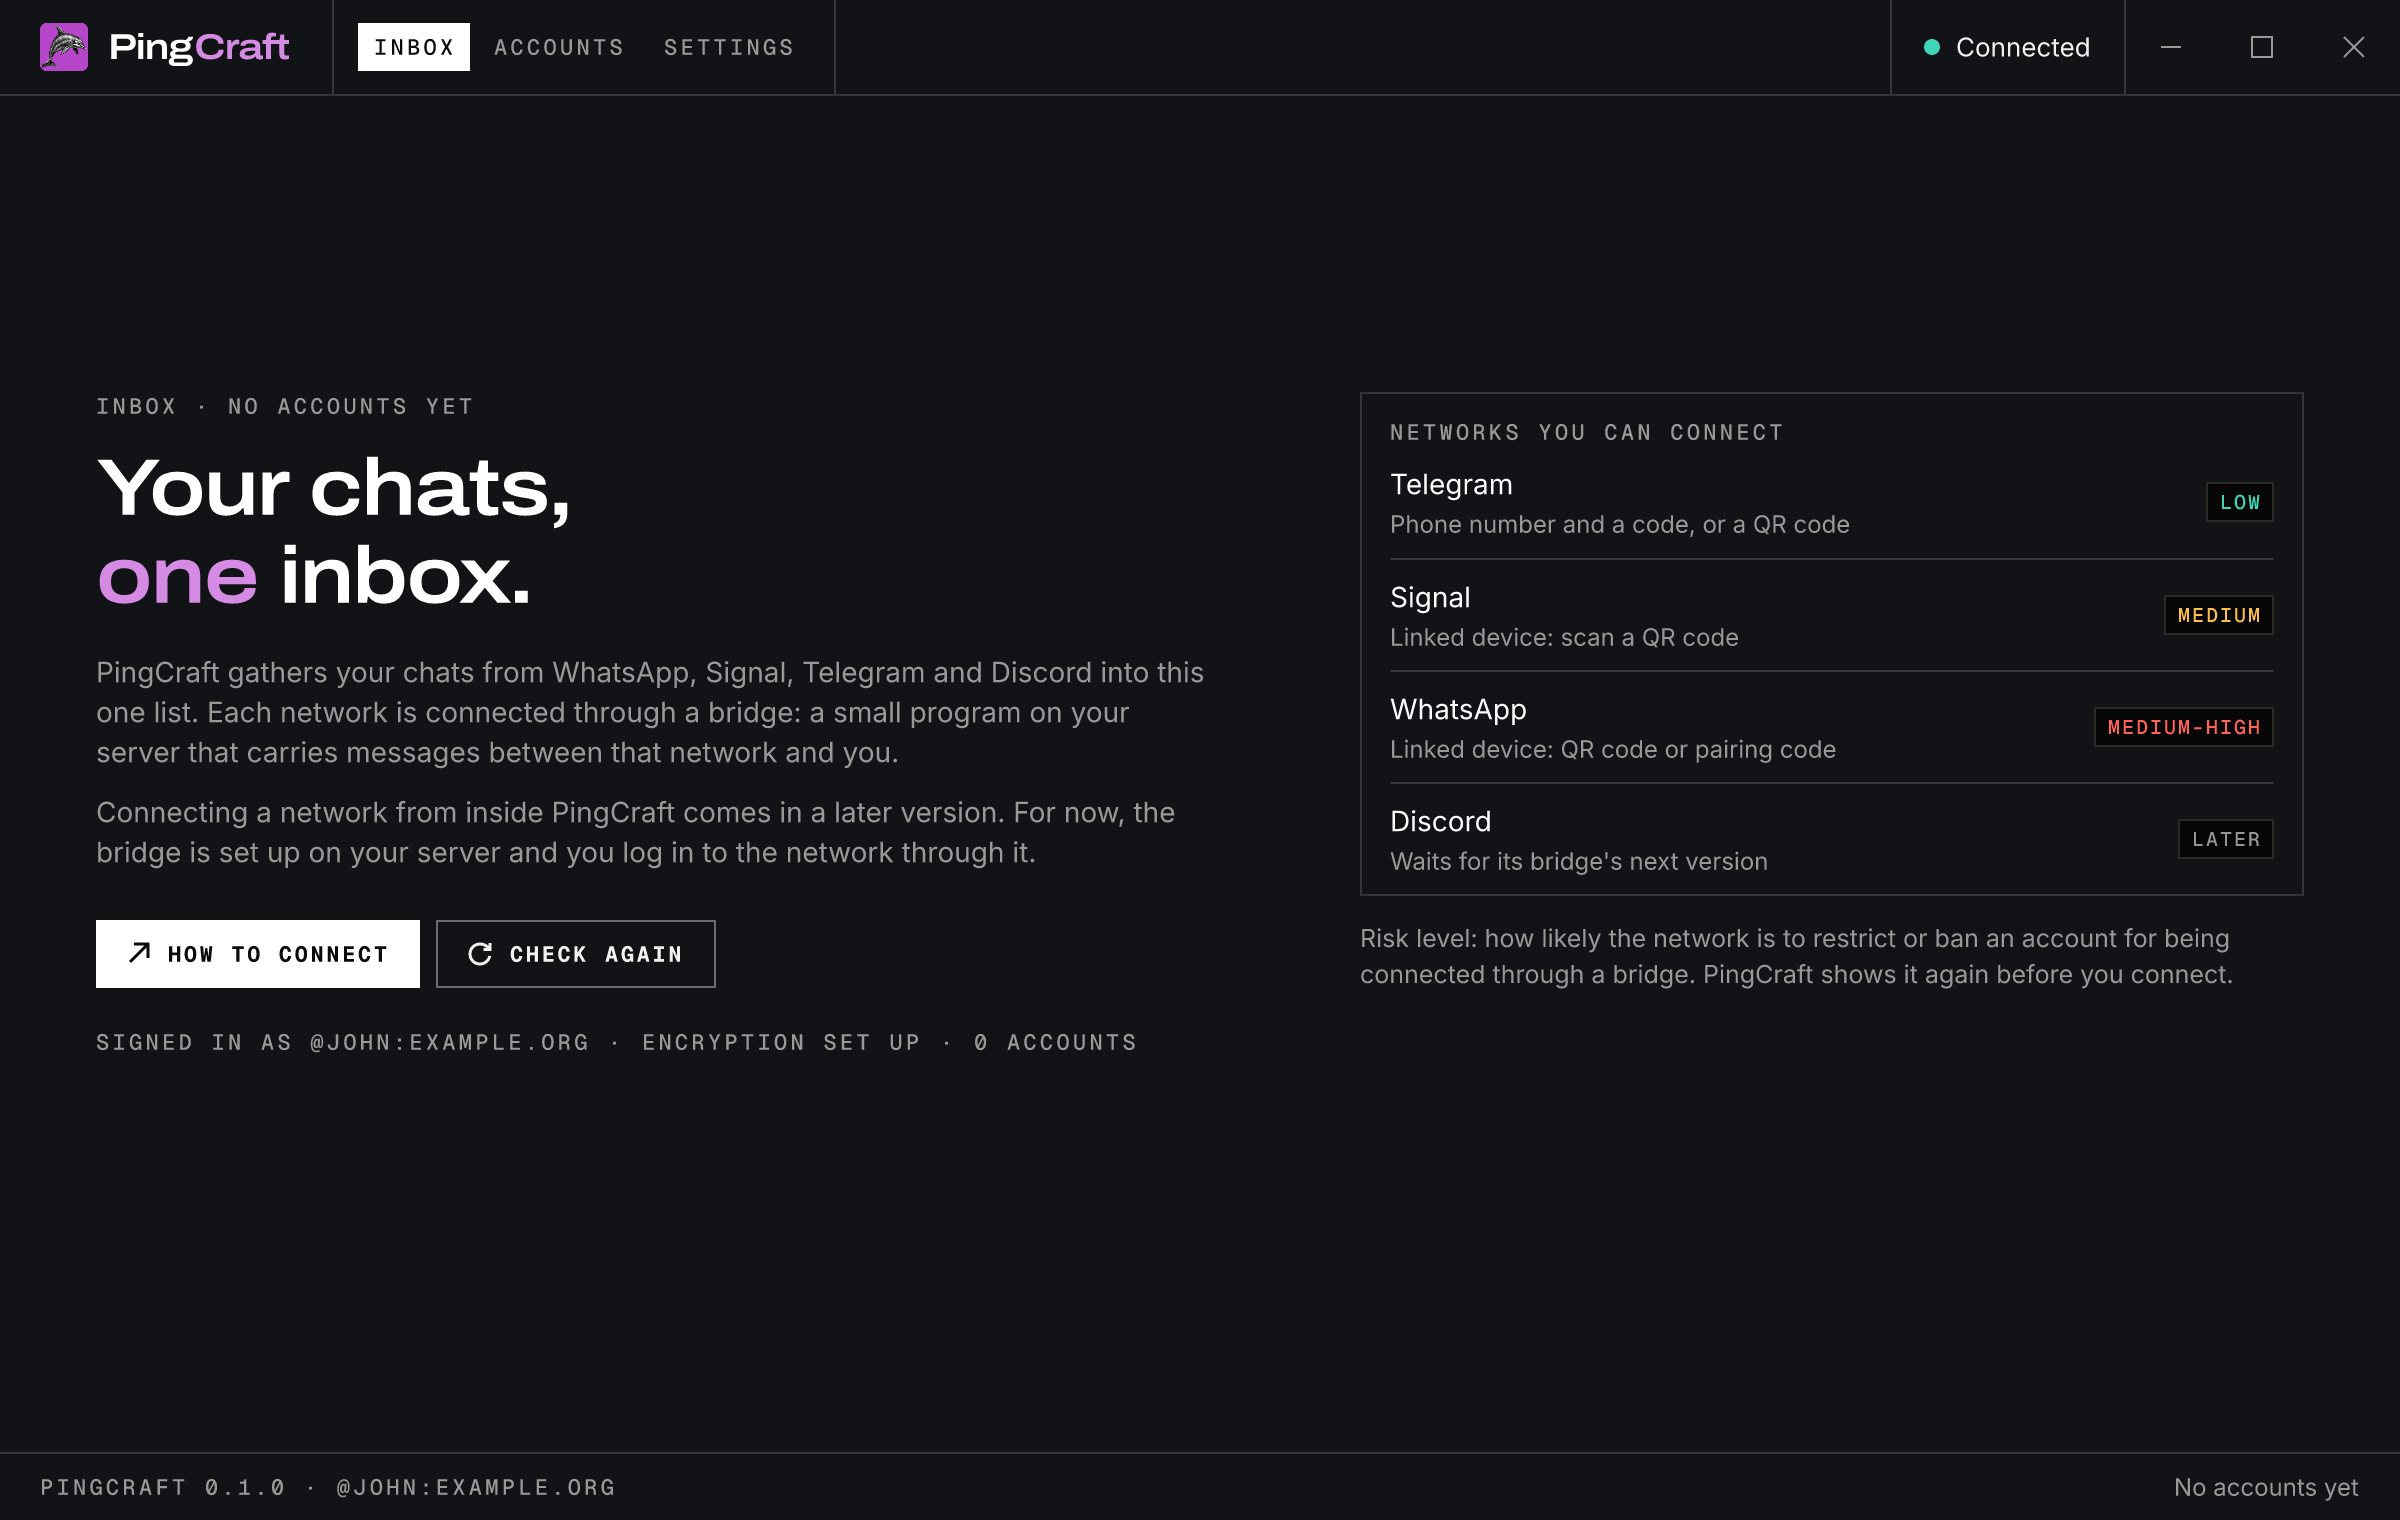 PingCraft
INBOX ACCOUNTS SETTINGS
Connected
INBOX · NO ACCOUNTS YET
Your chats,
one inbox.
PingCraft gathers your chats from WhatsApp, Signal, Telegram and Discord into this
one list. Each network is connected through a bridge: a small program on your
server that carries messages between that network and you.
Connecting a network from inside PingCraft comes in a later version. For now, the
bridge is set up on your server and you log in to the network through it.
HOW TO CONNECT CHECK AGAIN
SIGNED IN AS @JOHN:EXAMPLE.ORG · ENCRYPTION SET UP · 0 ACCOUNTS
NETWORKS YOU CAN CONNECT
Telegram
Phone number and a code, or a QR code
LOW
Signal
Linked device: scan a QR code
MEDIUM
WhatsApp
Linked device: QR code or pairing code
MEDIUM-HIGH
Discord
Waits for its bridge's next version
LATER
Risk level: how likely the network is to restrict or ban an account for being
connected through a bridge. PingCraft shows it again before you connect.
PINGCRAFT 0.1.0 · @JOHN:EXAMPLE.ORG
No accounts yet